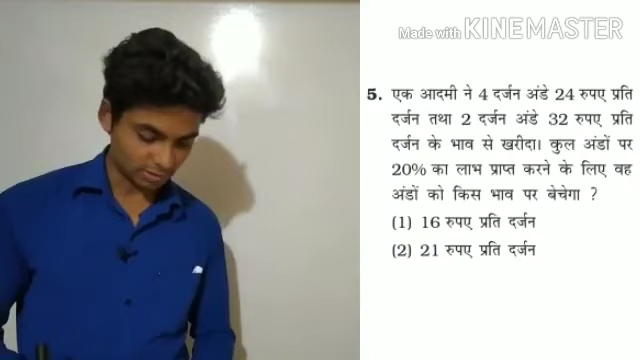 Made with KINEMASTER
5. एक आदमी ने 4 दर्जन अंडे 24 रुपए प्रति
दर्जन तथा 2 दर्जन अंडे 32 रुपए प्रति
दर्जन के भाव से खरीदा। कुल अंडों पर
20% का लाभ प्राप्त करने के लिए वह
अंडों को किस भाव पर बेचेगा ?
(1) 16 रुपए प्रति दर्जन
(2) 21 रुपए प्रति दर्जन